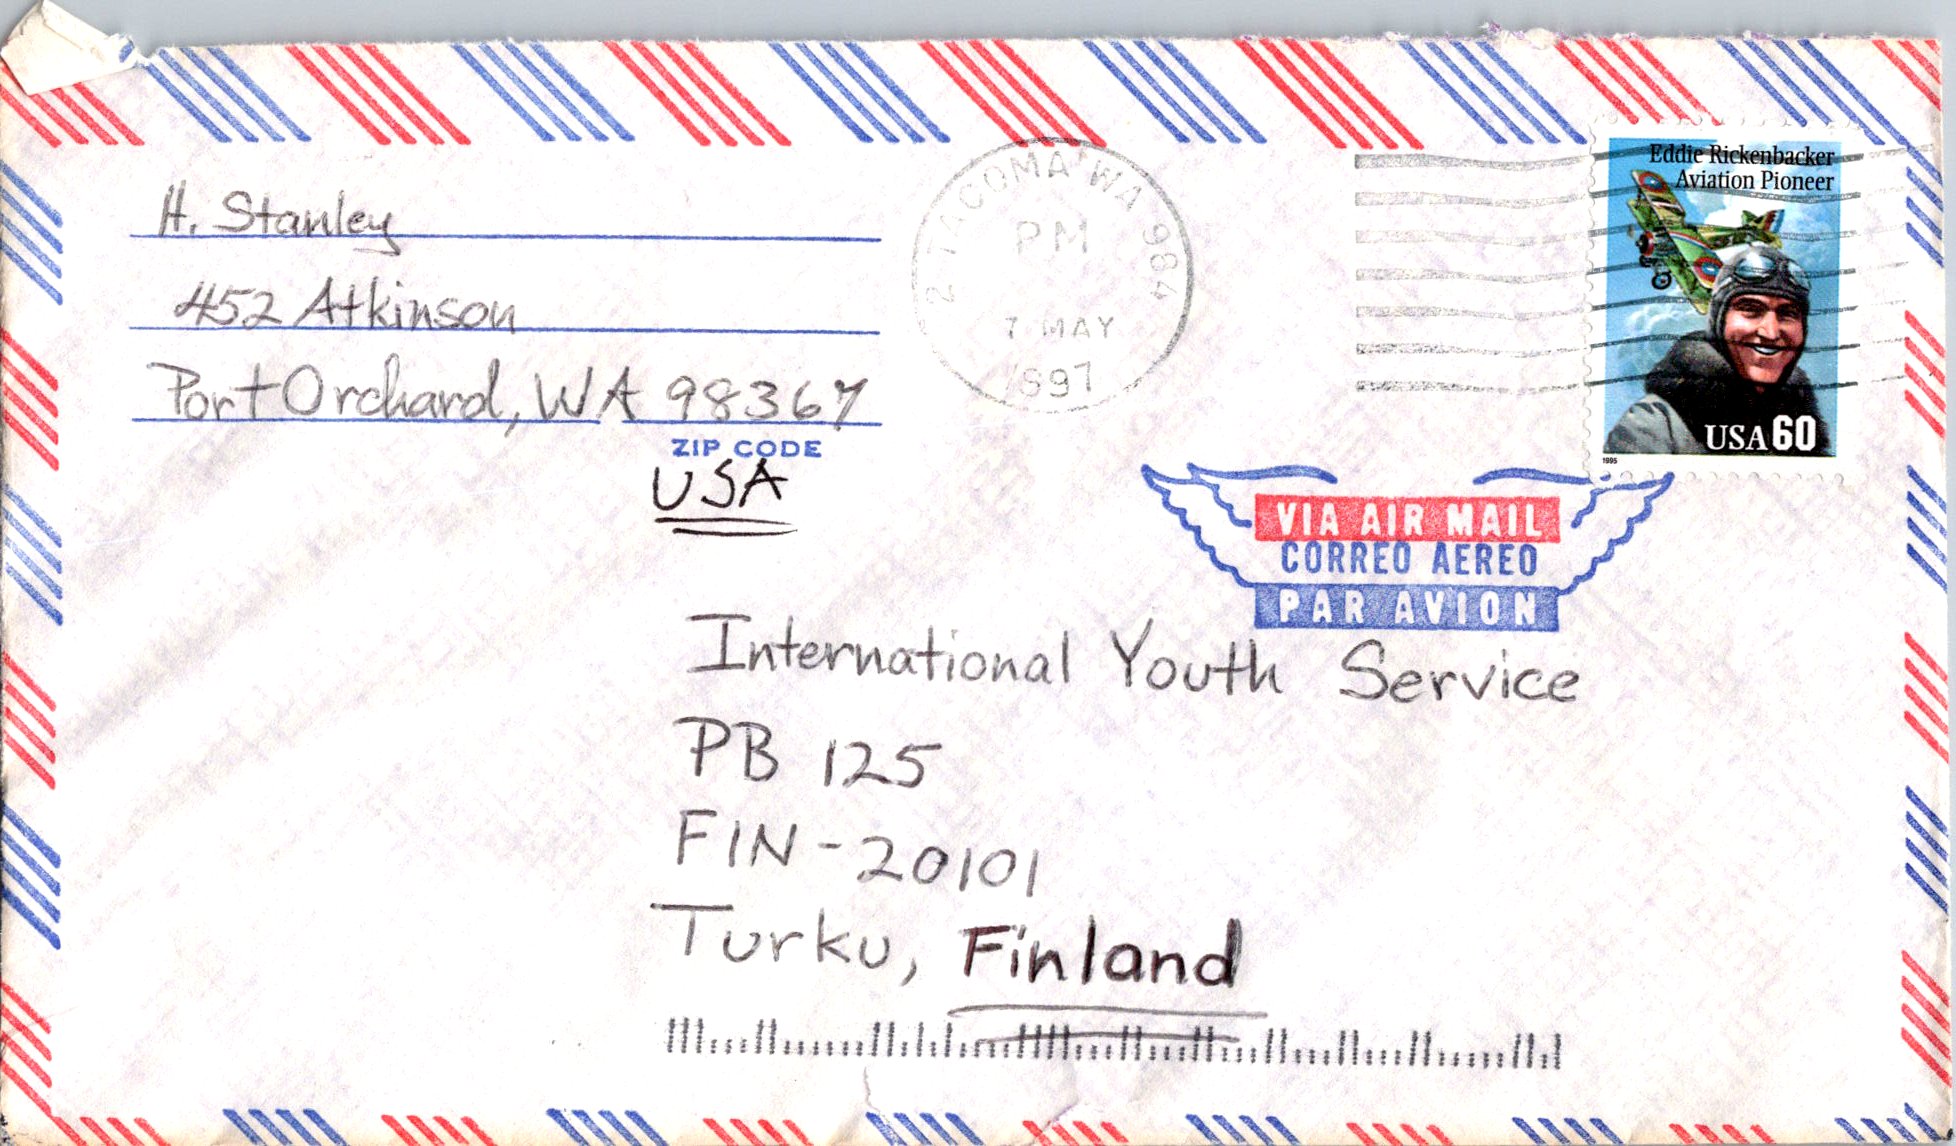 H. Stanley
452 Atkinson
Port Orchard, WA 98367
ZIP CODE
USA
TACOMA WA 984
PM
7 MAY
1997
2
Eddie Rickenbacker
Aviation Pioneer
USA 60
1995
VIA AIR MAIL
CORREO AEREO
PAR AVION
International Youth Service
PB 125
FIN-20101
Turku, Finland